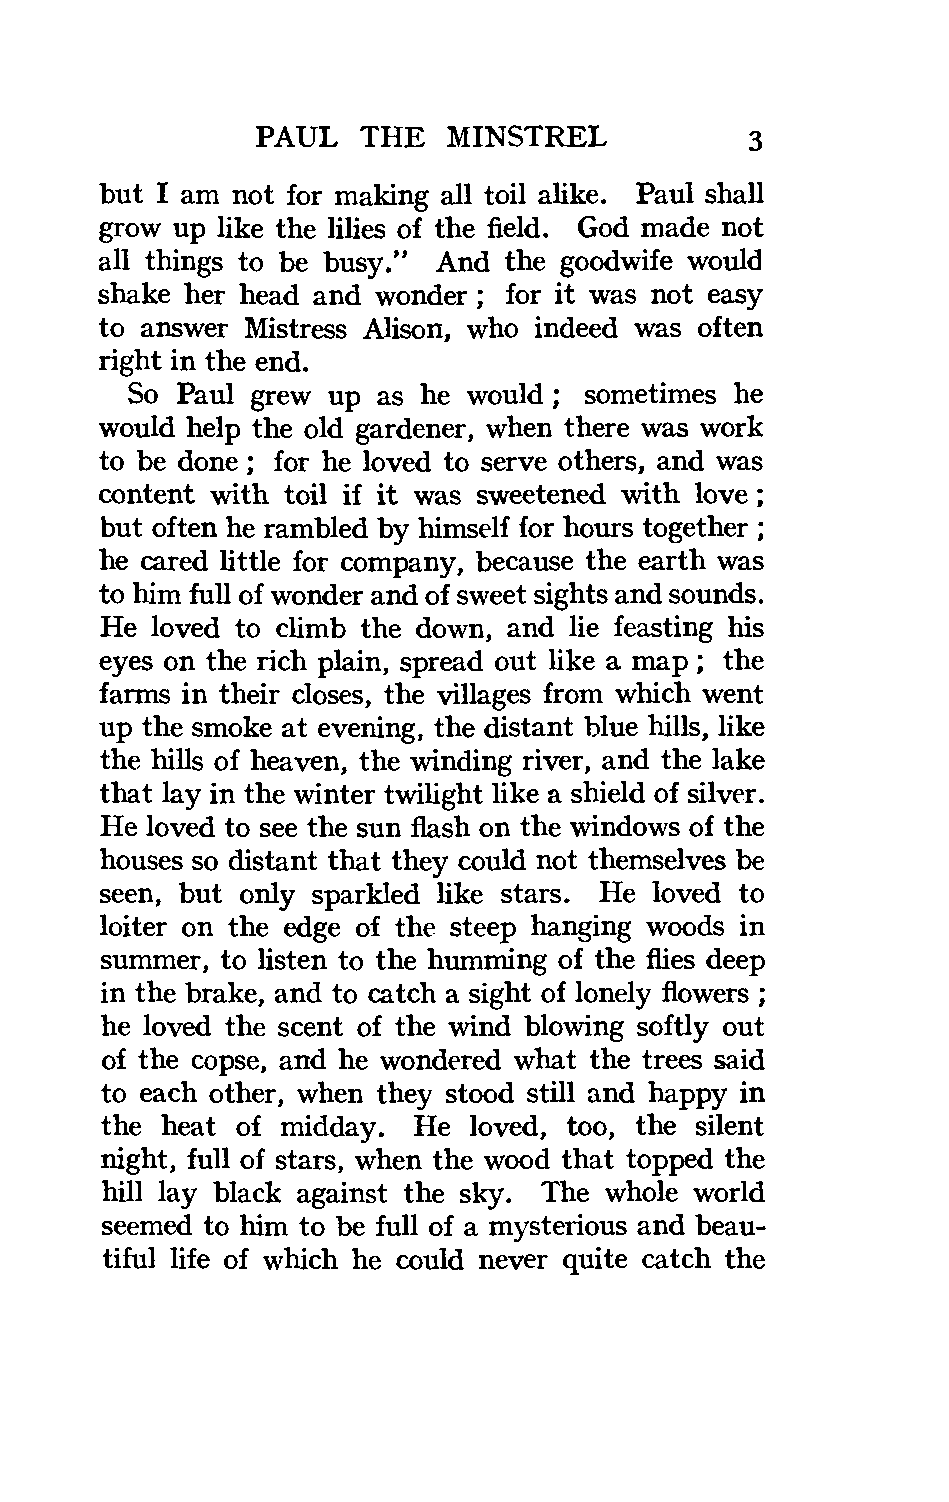 PAUL THE MINSTREL 3
but I am not for making all toil alike. Paul shall
grow up like the lilies of the field. God made not
all things to be busy." And the goodwife would
shake her head and wonder ; for it was not easy
to answer Mistress Alison, who indeed was often
right in the end.
So Paul grew up as he would ; sometimes he
would help the old gardener, when there was work
to be done ; for he loved to serve others, and was
content with toil if it was sweetened with love ;
but often he rambled by himself for hours together ;
he cared little for company, because the earth was
to him full of wonder and of sweet sights and sounds.
He loved to climb the down, and lie feasting his
eyes on the rich plain, spread out like a map ; the
farms in their closes, the villages from which went
up the smoke at evening, the distant blue hills, like
the hills of heaven, the winding river, and the lake
that lay in the winter twilight like a shield of silver.
He loved to see the sun flash on the windows of the
houses so distant that they could not themselves be
seen, but only sparkled like stars. He loved to
loiter on the edge of the steep hanging woods in
summer, to listen to the humming of the flies deep
in the brake, and to catch a sight of lonely flowers ;
he loved the scent of the wind blowing softly out
of the copse, and he wondered what the trees said
to each other, when they stood still and happy in
the heat of midday. He loved, too, the silent
night, full of stars, when the wood that topped the
hill lay black against the sky. The whole world
seemed to him to be full of a mysterious and beau-
tiful life of which he could never quite catch the